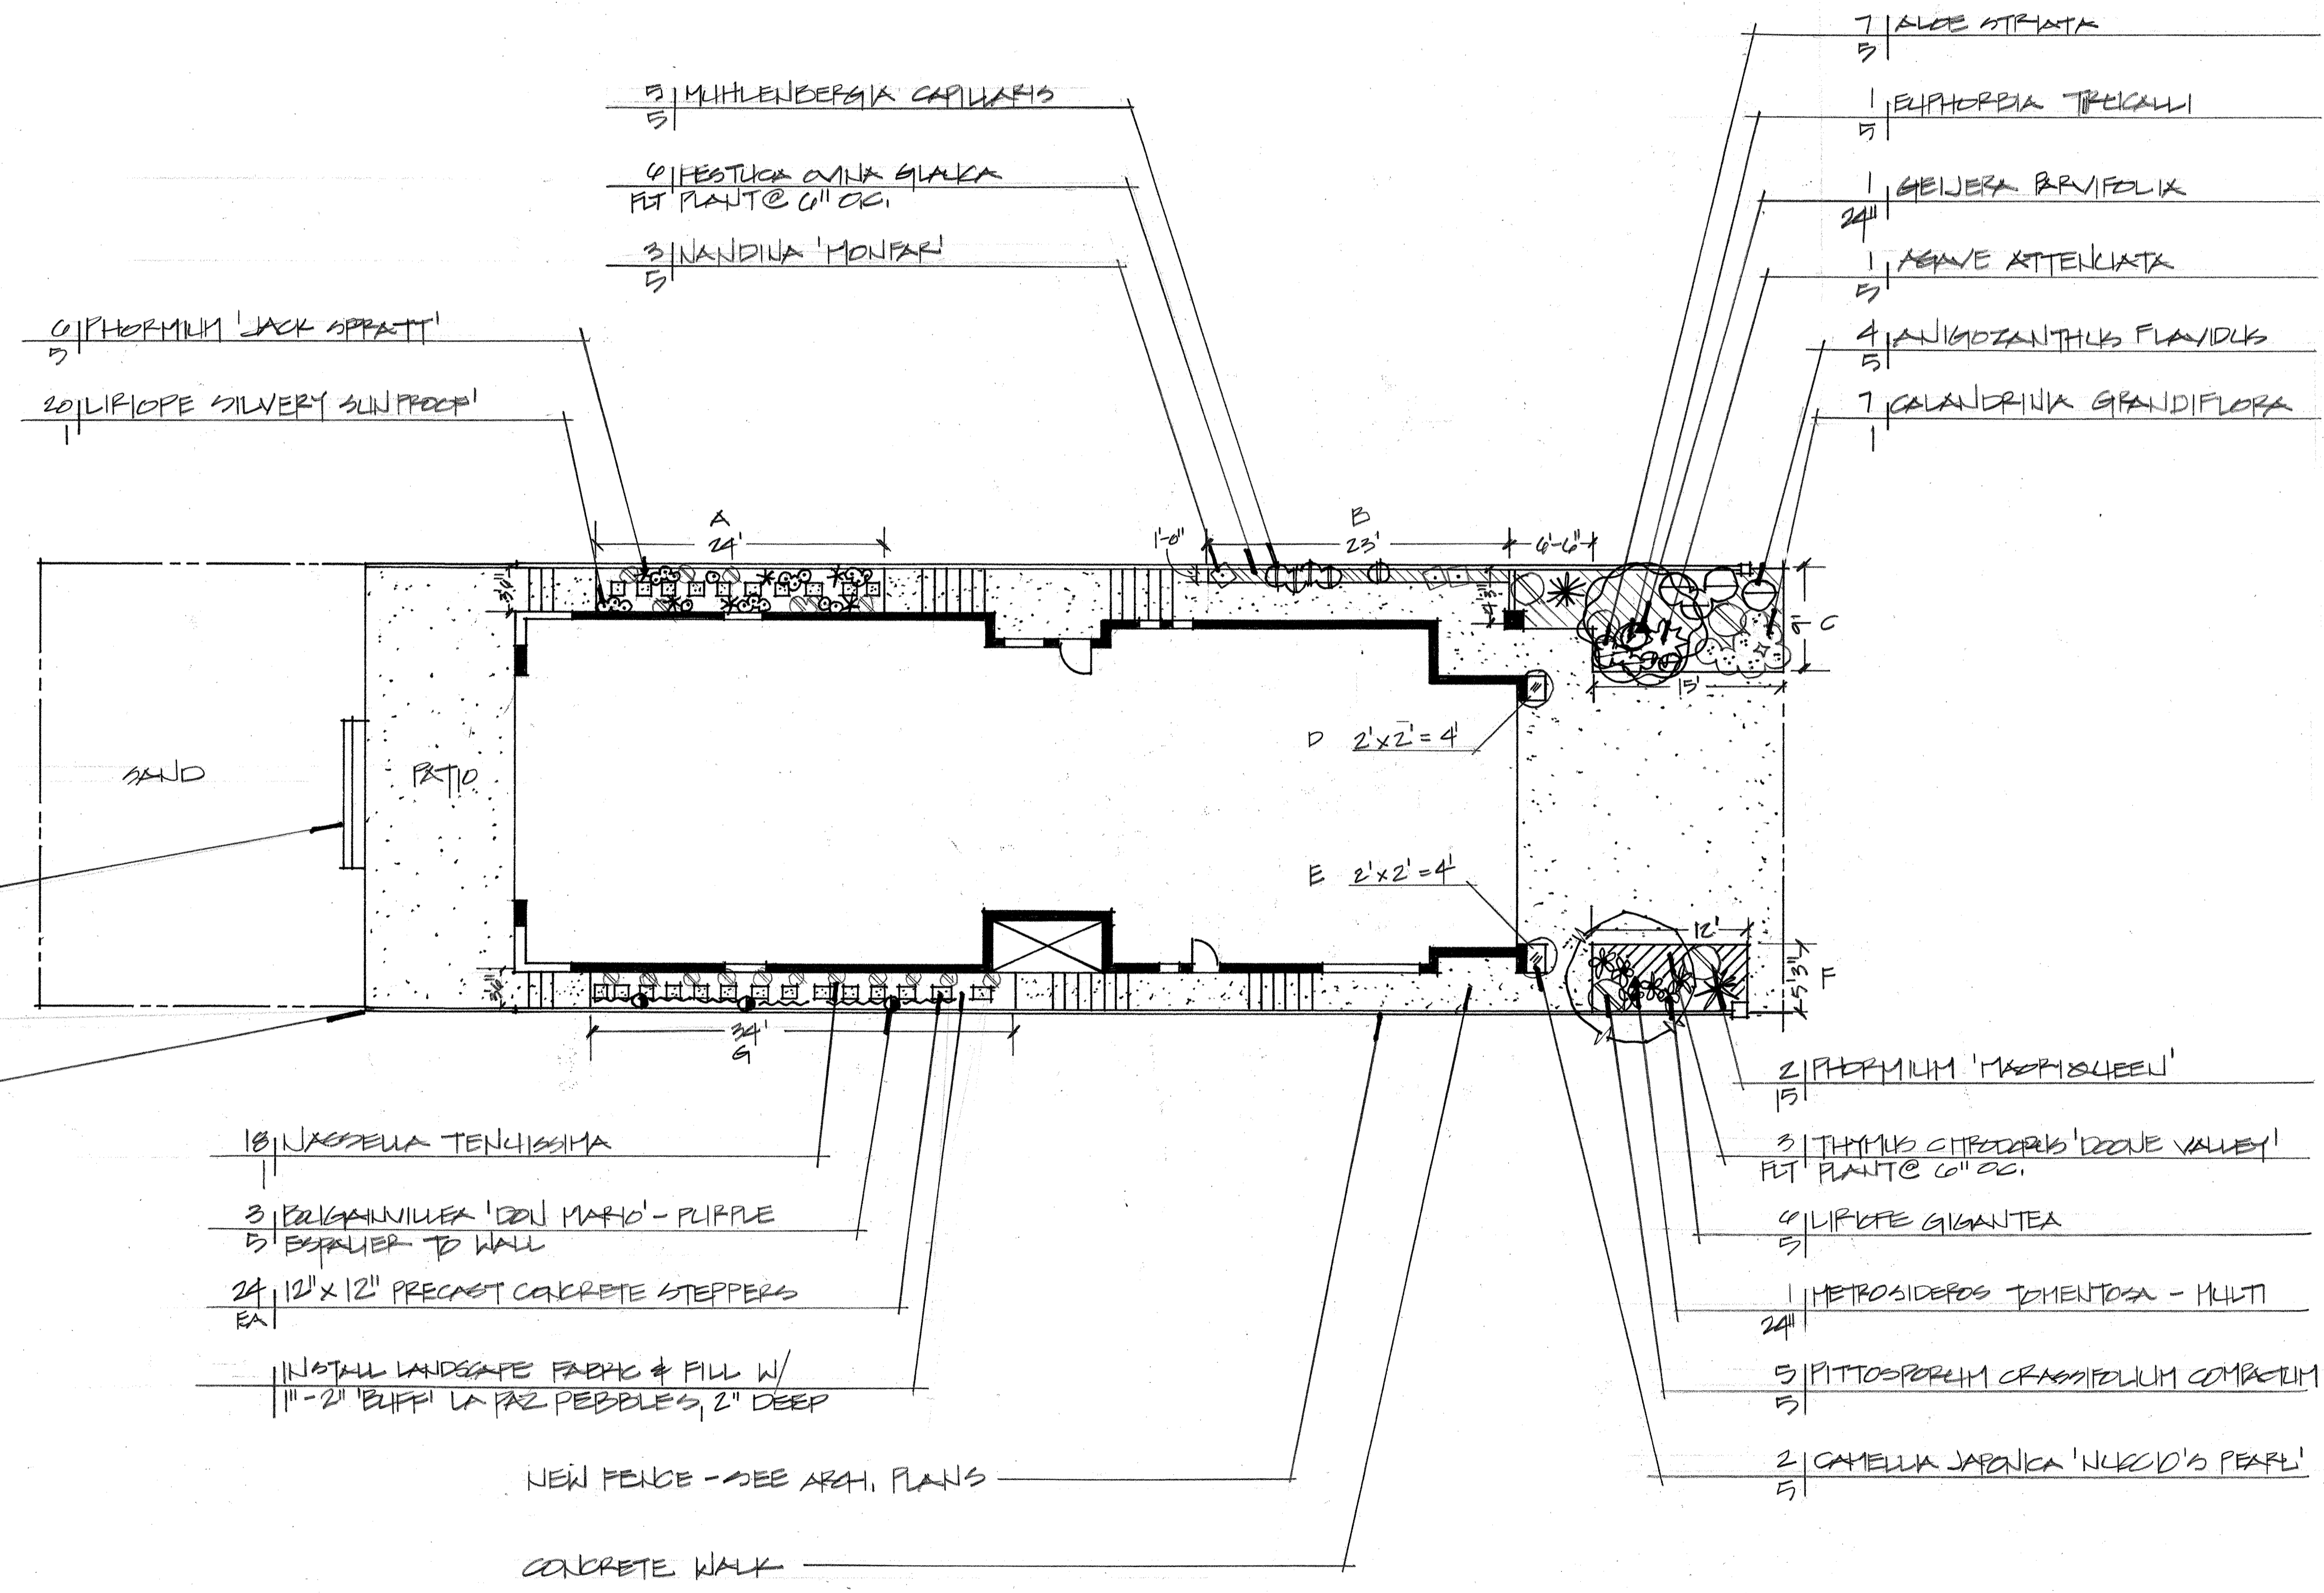 7 ALOE STRIATA
5
5 MUHLENBERGIA CAPILLARIS
5
1 EUPHORBIA TIRUCALLI
5
6 FESTUCA OVINA GLAUCA
FLT PLANT @ 6" O.C.
1 GEIJERA PARVIFOLIA
24"
3 NANDINA 'MONFAR'
5
1 AGAVE ATTENUATA
5
6 PHORMIUM 'JACK SPRATT'
5
4 ANIGOZANTHUS FLAVIDUS
5
20 LIRIOPE SILVERY SUNPROOF'
1
7 CALANDRINIA GRANDIFLORA
1
A
24'
B
23'
1'-0"
6'-6"
3'6"
4'3"
9' C
15'
D 2'x2'=4'
SAND
PATIO
E 2'x2'=4'
12'
5'3" F
3'6"
34'
G
2 PHORMIUM 'MAORI QUEEN'
15
18 NASSELLA TENUISSIMA
1
3 THYMUS CITRODORUS 'DOONE VALLEY'
FLT PLANT @ 6" O.C.
3 BOUGAINVILLEA 'DON MARIO' - PURPLE
5 ESPALIER TO WALL
6 LIRIOPE GIGANTEA
5
24 12" x 12" PRECAST CONCRETE STEPPERS
EA
1 METROSIDEROS TOMENTOSA - MULTI
24"
INSTALL LANDSCAPE FABRIC & FILL W/
1"-2" 'BUFF' LA PAZ PEBBLES, 2" DEEP
5 PITTOSPORUM CRASSIFOLIUM COMPACTUM
5
NEW FENCE - SEE ARCH. PLANS
2 CAMELLIA JAPONICA 'NUCCIO'S PEARL'
5
CONCRETE WALK